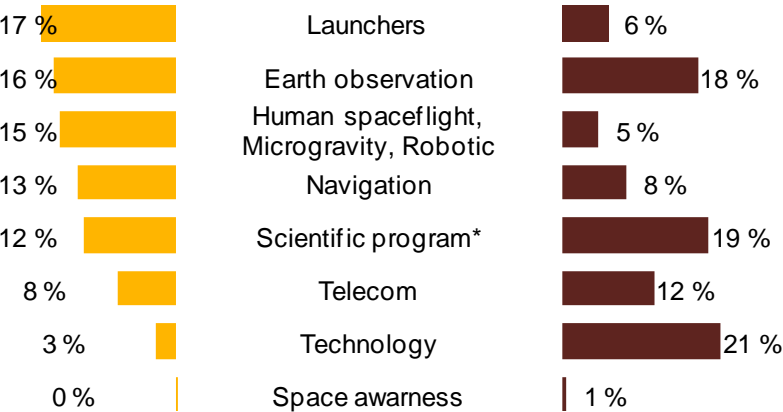 17 % Launchers 6 %
16 % Earth observation 18 %
Human spaceflight,
15 % Microgravity, Robotic 5 %
13 % Navigation 8 %
12 % Scientific program* 19 %
8 % Telecom 12 %
3 % Technology 21 %
0 % Space awarness 1 %